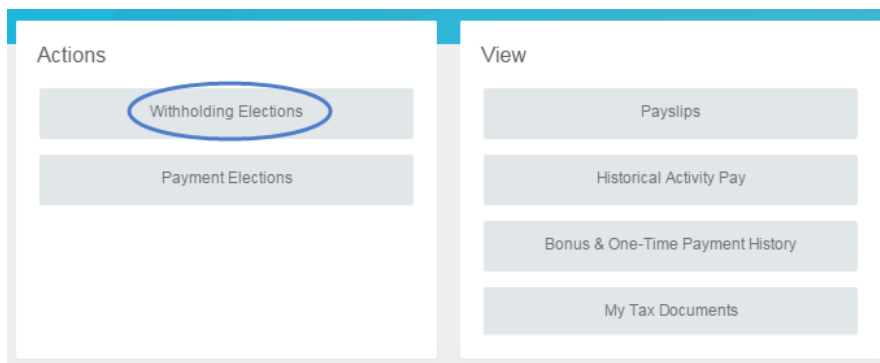 Actions
Withholding Elections
Payment Elections
View
Payslips
Historical Activity Pay
Bonus & One-Time Payment History
My Tax Documents